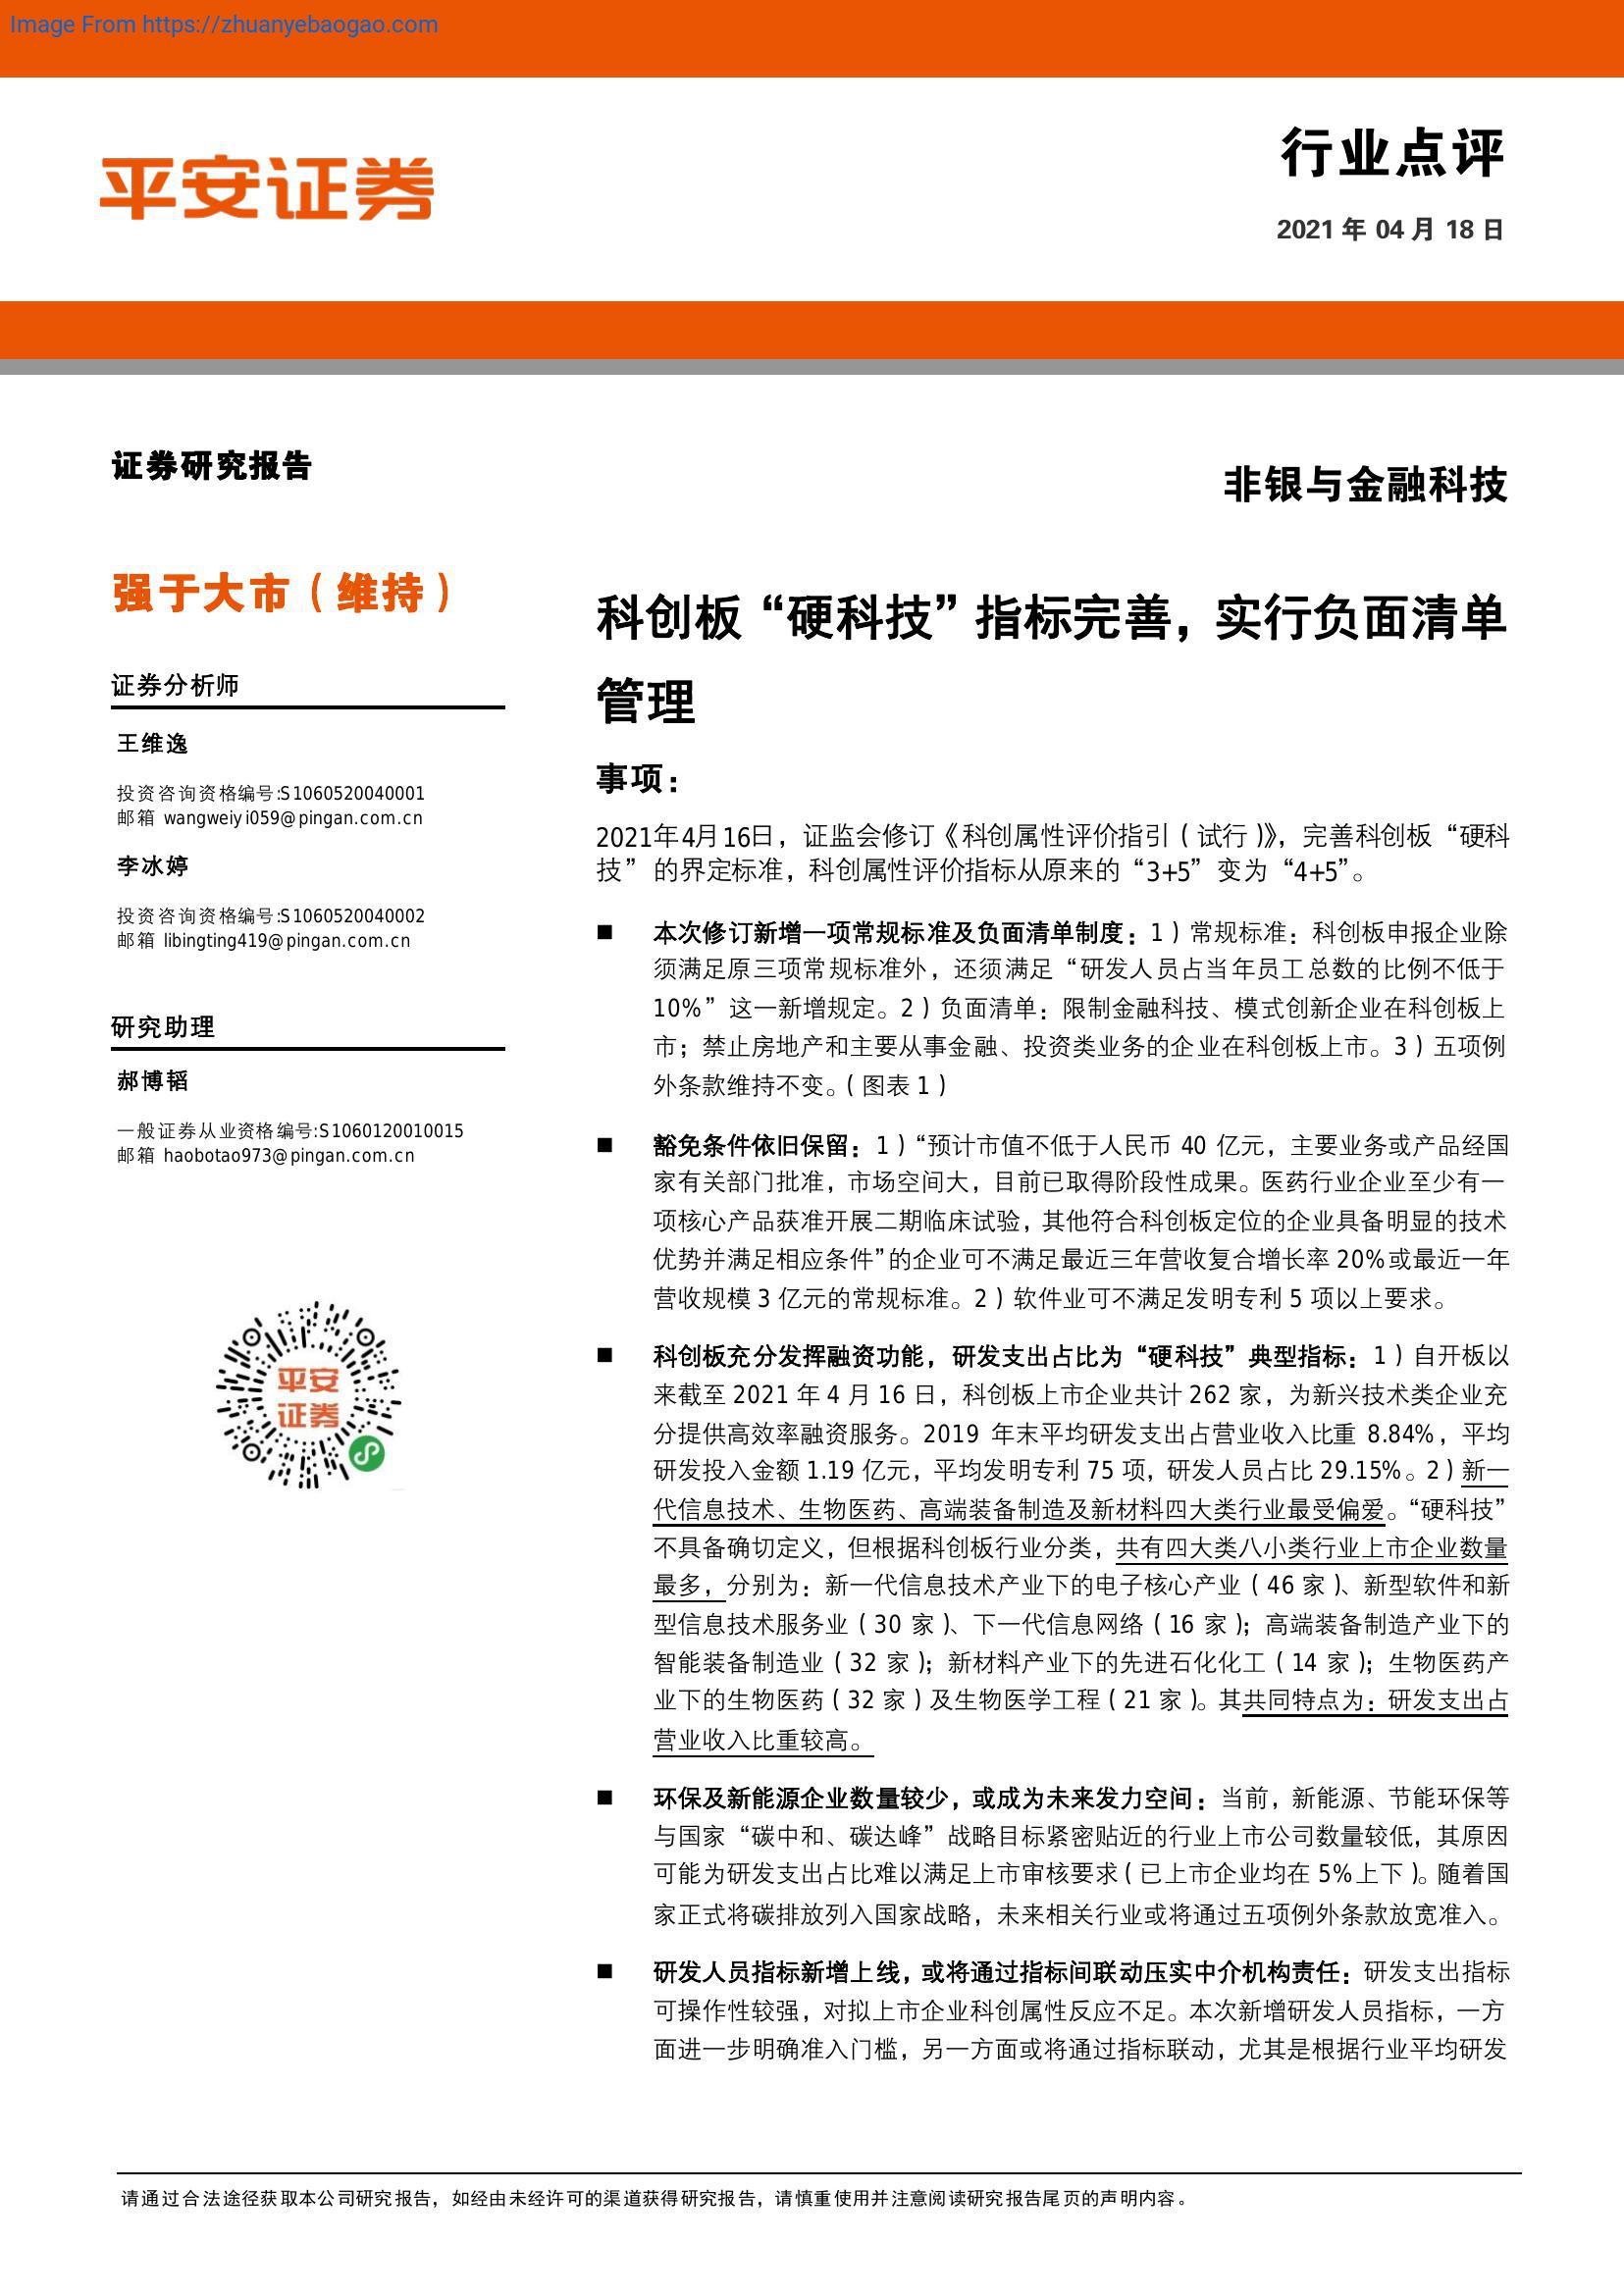 Image From https://zhuanyebaogao.com
平安证券
行业点评
2021 年 04 月 18 日
证券研究报告
非银与金融科技
强于大市（维持）
证券分析师
王维逸
投资咨询资格编号:S1060520040001
邮箱 wangweiyi059@pingan.com.cn
李冰婷
投资咨询资格编号:S1060520040002
邮箱 libingting419@pingan.com.cn
研究助理
郝博韬
一般证券从业资格编号:S1060120010015
邮箱 haobotao973@pingan.com.cn
平安
证券
科创板“硬科技”指标完善，实行负面清单
管理
事项：
2021年4月16日，证监会修订《科创属性评价指引（试行）》，完善科创板“硬科
技”的界定标准，科创属性评价指标从原来的“3+5”变为“4+5”。
■ 本次修订新增一项常规标准及负面清单制度：1）常规标准：科创板申报企业除
须满足原三项常规标准外，还须满足“研发人员占当年员工总数的比例不低于
10%”这一新增规定。2）负面清单：限制金融科技、模式创新企业在科创板上
市；禁止房地产和主要从事金融、投资类业务的企业在科创板上市。3）五项例
外条款维持不变。（图表 1）
■ 豁免条件依旧保留：1）“预计市值不低于人民币 40 亿元，主要业务或产品经国
家有关部门批准，市场空间大，目前已取得阶段性成果。医药行业企业至少有一
项核心产品获准开展二期临床试验，其他符合科创板定位的企业具备明显的技术
优势并满足相应条件”的企业可不满足最近三年营收复合增长率 20%或最近一年
营收规模 3 亿元的常规标准。2）软件业可不满足发明专利 5 项以上要求。
■ 科创板充分发挥融资功能，研发支出占比为“硬科技”典型指标：1）自开板以
来截至 2021 年 4 月 16 日，科创板上市企业共计 262 家，为新兴技术类企业充
分提供高效率融资服务。2019 年末平均研发支出占营业收入比重 8.84%，平均
研发投入金额 1.19 亿元，平均发明专利 75 项，研发人员占比 29.15%。2）新一
代信息技术、生物医药、高端装备制造及新材料四大类行业最受偏爱。“硬科技”
不具备确切定义，但根据科创板行业分类，共有四大类八小类行业上市企业数量
最多，分别为：新一代信息技术产业下的电子核心产业（46 家）、新型软件和新
型信息技术服务业（30 家）、下一代信息网络（16 家）；高端装备制造产业下的
智能装备制造业（32 家）；新材料产业下的先进石化化工（14 家）；生物医药产
业下的生物医药（32 家）及生物医学工程（21 家）。其共同特点为：研发支出占
营业收入比重较高。
■ 环保及新能源企业数量较少，或成为未来发力空间：当前，新能源、节能环保等
与国家“碳中和、碳达峰”战略目标紧密贴近的行业上市公司数量较低，其原因
可能为研发支出占比难以满足上市审核要求（已上市企业均在 5%上下）。随着国
家正式将碳排放列入国家战略，未来相关行业或将通过五项例外条款放宽准入。
■ 研发人员指标新增上线，或将通过指标间联动压实中介机构责任：研发支出指标
可操作性较强，对拟上市企业科创属性反应不足。本次新增研发人员指标，一方
面进一步明确准入门槛，另一方面或将通过指标联动，尤其是根据行业平均研发
请通过合法途径获取本公司研究报告，如经由未经许可的渠道获得研究报告，请慎重使用并注意阅读研究报告尾页的声明内容。